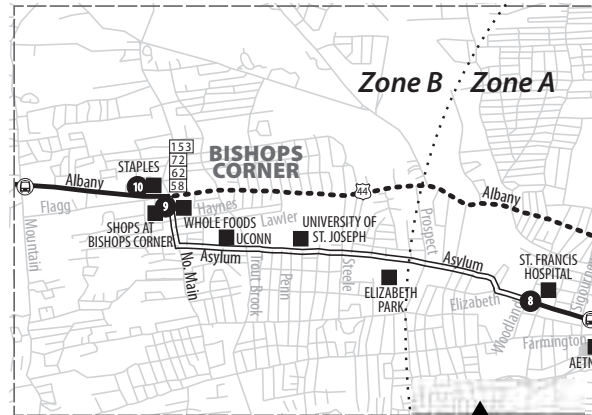 Zone B
Zone A
153
72
62
58
BISHOPS
CORNER
STAPLES
10
Albany
44
Albany
9
Flagg
Haynes
WHOLE FOODS
Lawler
UNIVERSITY OF
ST. JOSEPH
SHOPS AT
BISHOPS CORNER
UCONN
Mountain
No. Main
Asylum
Trout Brook
Penn
Steele
Prospect
Asylum
ELIZABETH
PARK
ST. FRANCIS
HOSPITAL
Elizabeth
8
Sigourney
Farmington